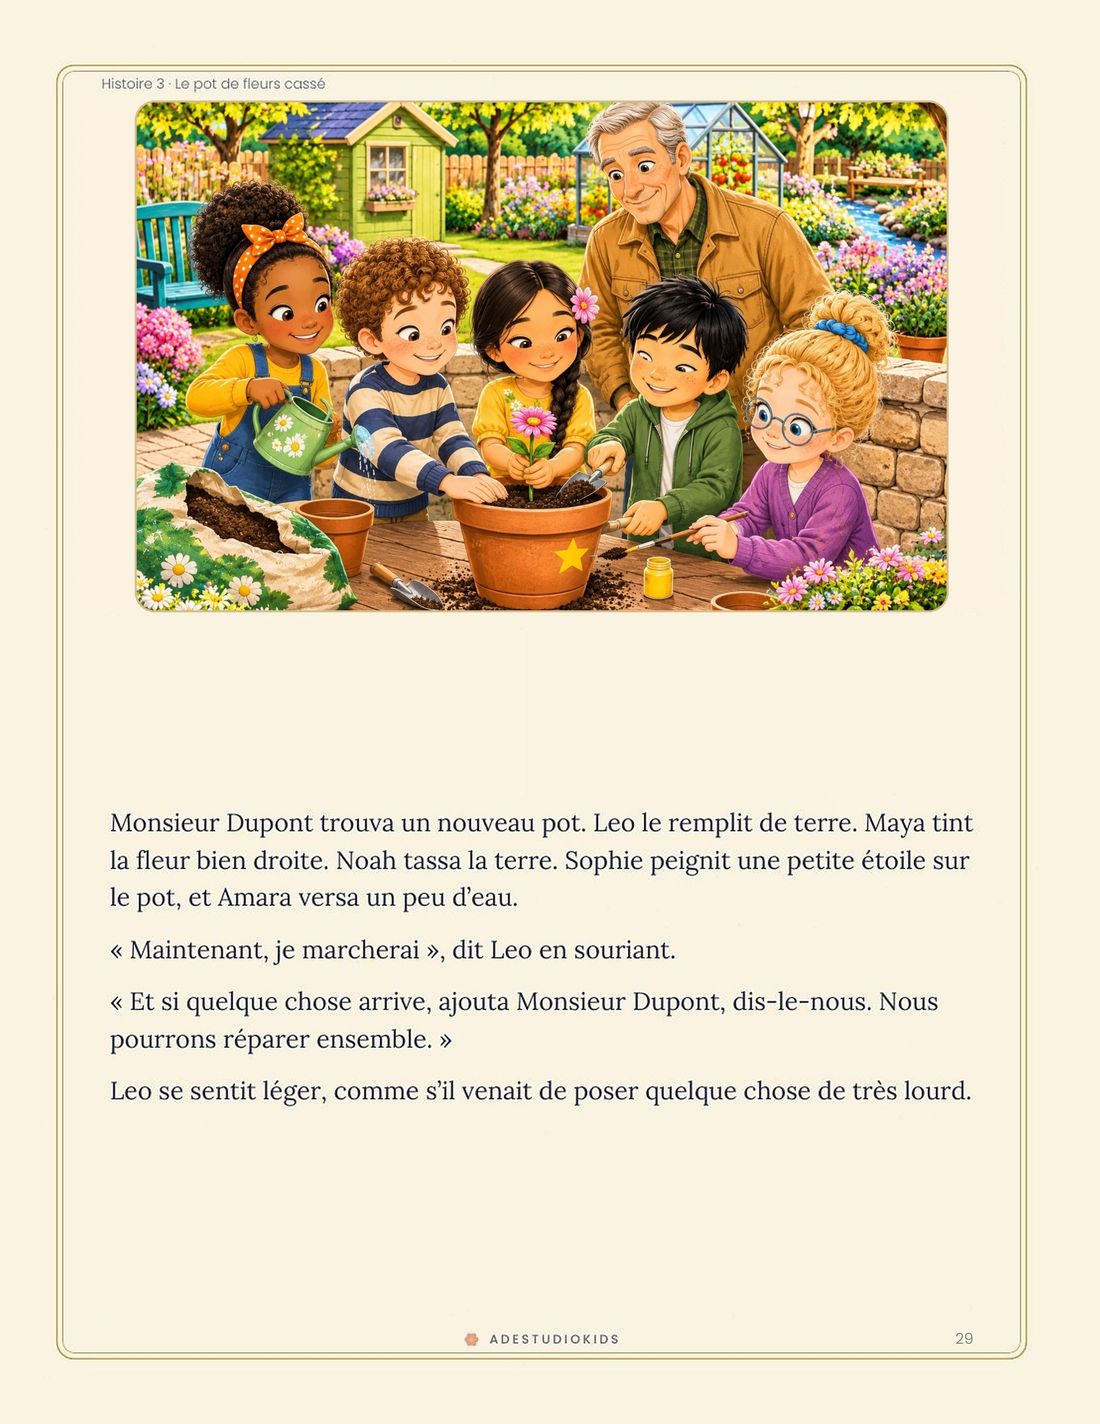 Histoire 3 · Le pot de fleurs cassé
Monsieur Dupont trouva un nouveau pot. Leo le remplit de terre. Maya tint
la fleur bien droite. Noah tassa la terre. Sophie peignit une petite étoile sur
le pot, et Amara versa un peu d’eau.
« Maintenant, je marcherai », dit Leo en souriant.
« Et si quelque chose arrive, ajouta Monsieur Dupont, dis-le-nous. Nous
pourrons réparer ensemble. »
Leo se sentit léger, comme s’il venait de poser quelque chose de très lourd.
ADESTUDIOKIDS
29